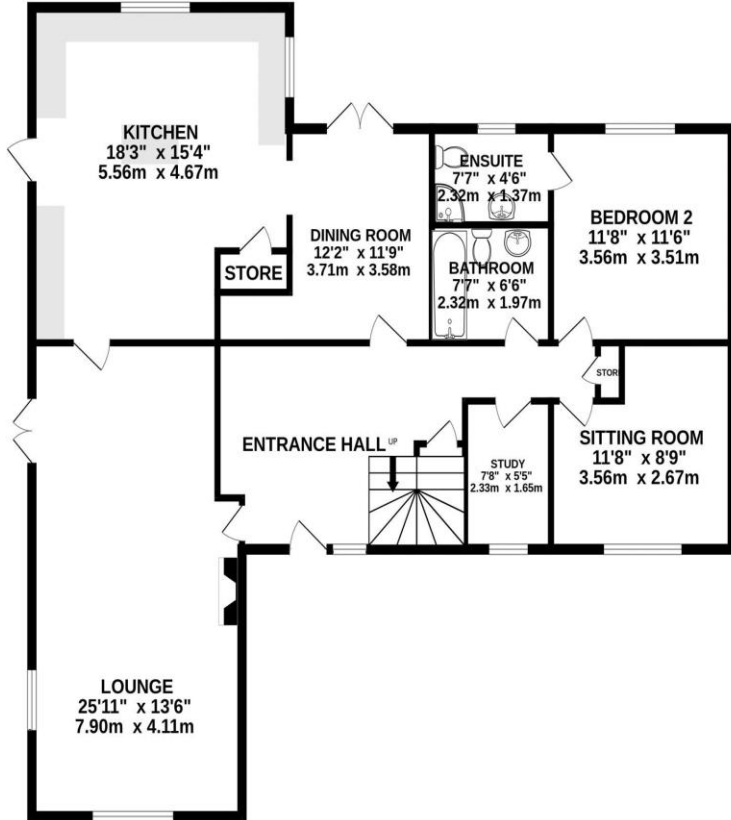 KITCHEN
18'3" x 15'4"
5.56m x 4.67m
ENSUITE
7'7" x 4'6"
2.32m x 1.37m
BEDROOM 2
11'8" x 11'6"
3.56m x 3.51m
DINING ROOM
12'2" x 11'9"
3.71m x 3.58m
STORE
BATHROOM
7'7" x 6'6"
2.32m x 1.97m
STORE
ENTRANCE HALL
UP
STUDY
7'8" x 5'5"
2.33m x 1.65m
SITTING ROOM
11'8" x 8'9"
3.56m x 2.67m
LOUNGE
25'11" x 13'6"
7.90m x 4.11m